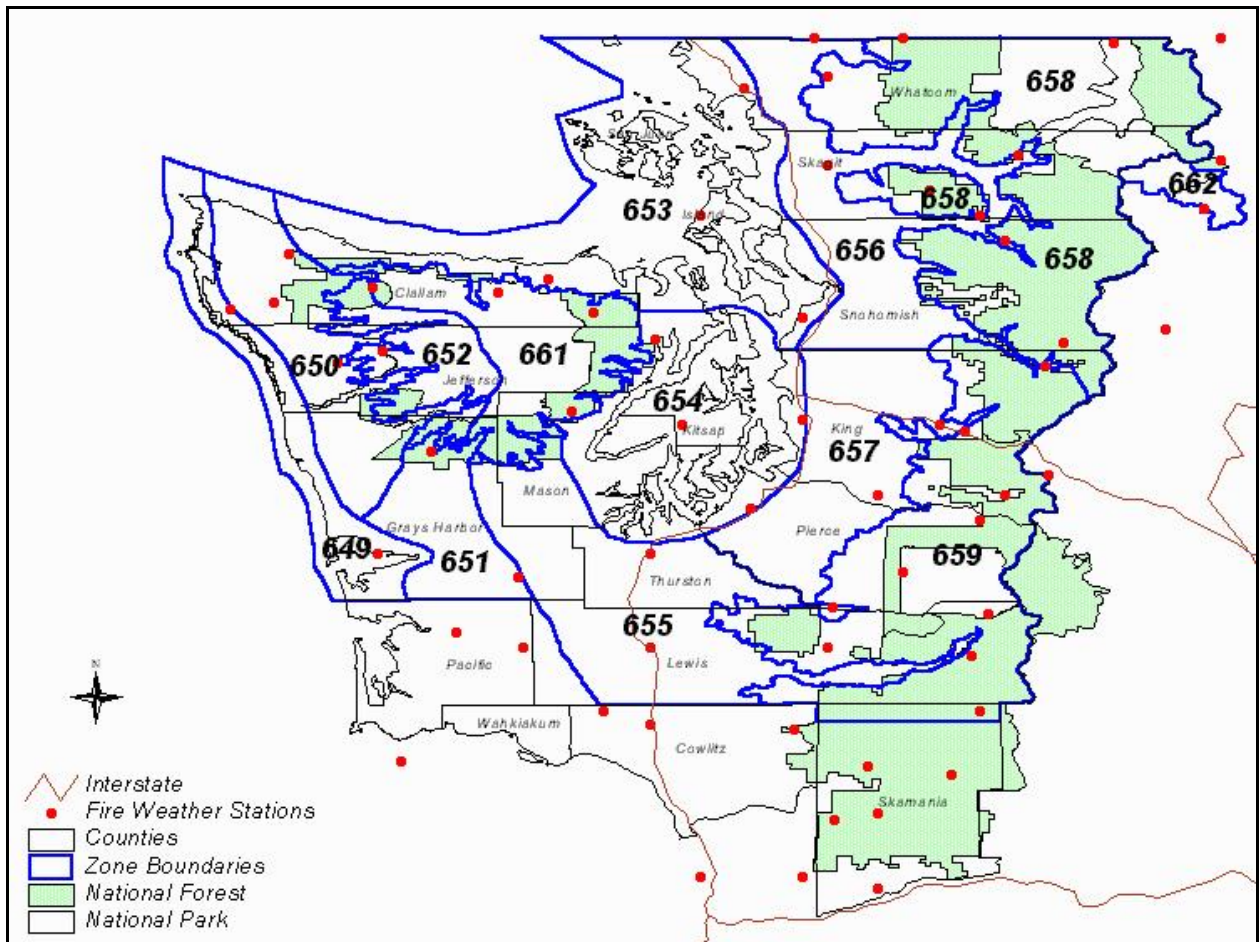 Whatcom
658
San Juan
Skagit
653
Island
658
662
656
658
Clallam
Snohomish
650
652
661
Jefferson
654
Kitsap
King
657
Mason
Grays Harbor
Pierce
649
651
659
Thurston
655
Lewis
N
Pacific
Wahkiakum
Cowlitz
Skamania
Interstate
Fire Weather Stations
Counties
Zone Boundaries
National Forest
National Park